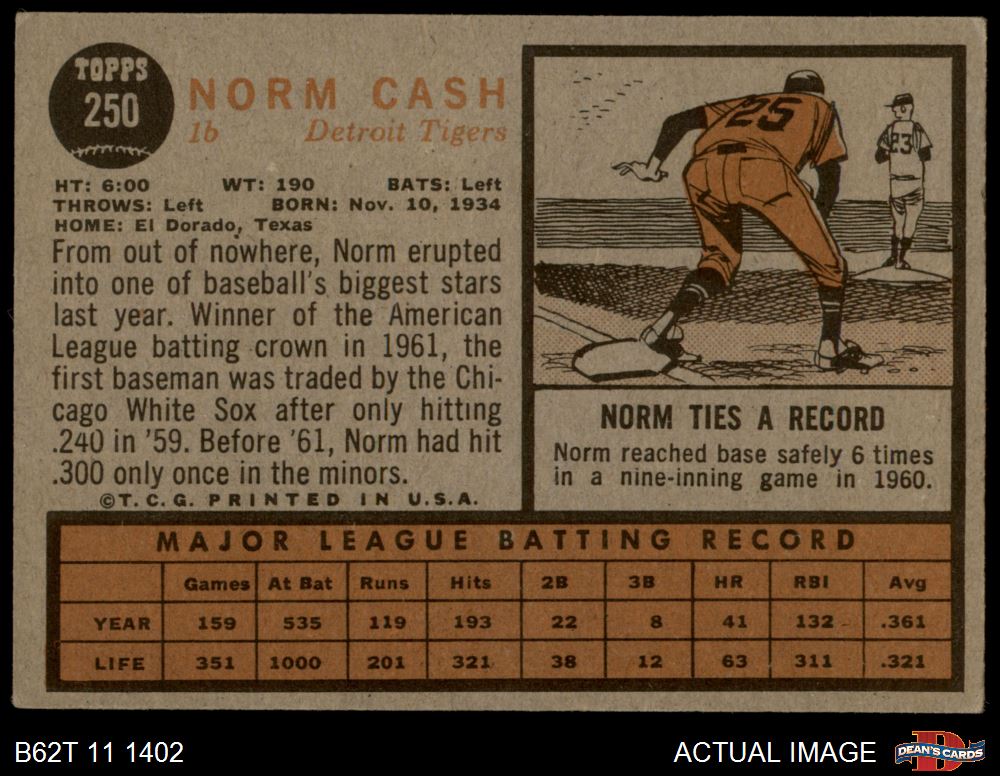 TOPPS
250
NORM CASH
1b Detroit Tigers
HT: 6:00 WT: 190 BATS: Left
THROWS: Left BORN: Nov. 10, 1934
HOME: El Dorado, Texas
From out of nowhere, Norm erupted
into one of baseball's biggest stars
last year. Winner of the American
League batting crown in 1961, the
first baseman was traded by the Chi-
cago White Sox after only hitting
.240 in '59. Before '61, Norm had hit
.300 only once in the minors.
©T.C.G. PRINTED IN U.S.A.
25
23
NORM TIES A RECORD
Norm reached base safely 6 times
in a nine-inning game in 1960.
MAJOR LEAGUE BATTING RECORD
Games At Bat Runs Hits 2B 3B HR RBI Avg
YEAR 159 535 119 193 22 8 41 132 .361
LIFE 351 1000 201 321 38 12 63 311 .321
B62T 11 1402
ACTUAL IMAGE
D
DEAN'S CARDS